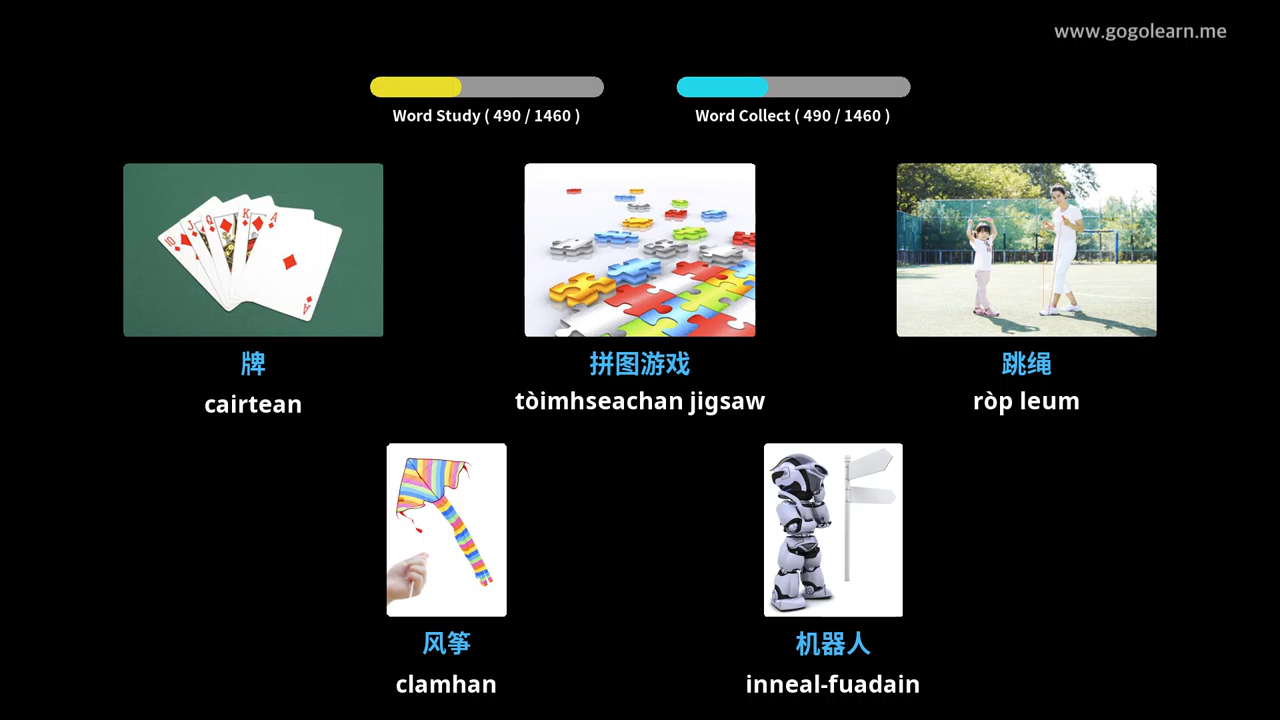 www.gogolearn.me
Word Study ( 490 / 1460 )
Word Collect ( 490 / 1460 )
10 J Q K A
A
牌
cairtean
拼图游戏
tòimhseachan jigsaw
跳绳
ròp leum
风筝
clamhan
机器人
inneal-fuadain